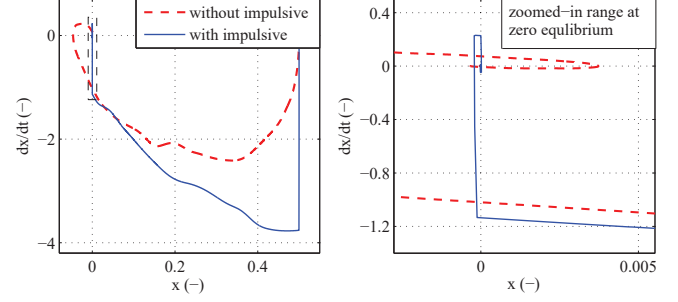 without impulsive
with impulsive
0
−2
−4
0
0.2
0.4
dx/dt (−)
x (−)
zoomed−in range at
zero equlibrium
0.4
0
−0.4
−0.8
−1.2
0
0.005
dx/dt (−)
x (−)